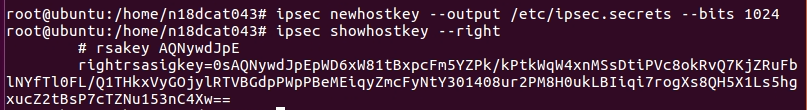 root@ubuntu:/home/n18dcat043# ipsec newhostkey --output /etc/ipsec.secrets --bits 1024
root@ubuntu:/home/n18dcat043# ipsec showhostkey --right
# rsakey AQNywdJpE
rightrsasigkey=0sAQNywdJpEpWD6xW81tBxpcFm5YZPk/kPtkWqW4xnMSsDtiPVc8okRvQ7KjZRuFb
lNYfTl0FL/Q1THkxVyGOjylRTVBGdpPWpPBeMEiqyZmcFyNtY301408ur2PM8H0ukLBIiqi7rogXs8QH5X1Ls5hg
xucZ2tBsP7cTZNu153nC4Xw==